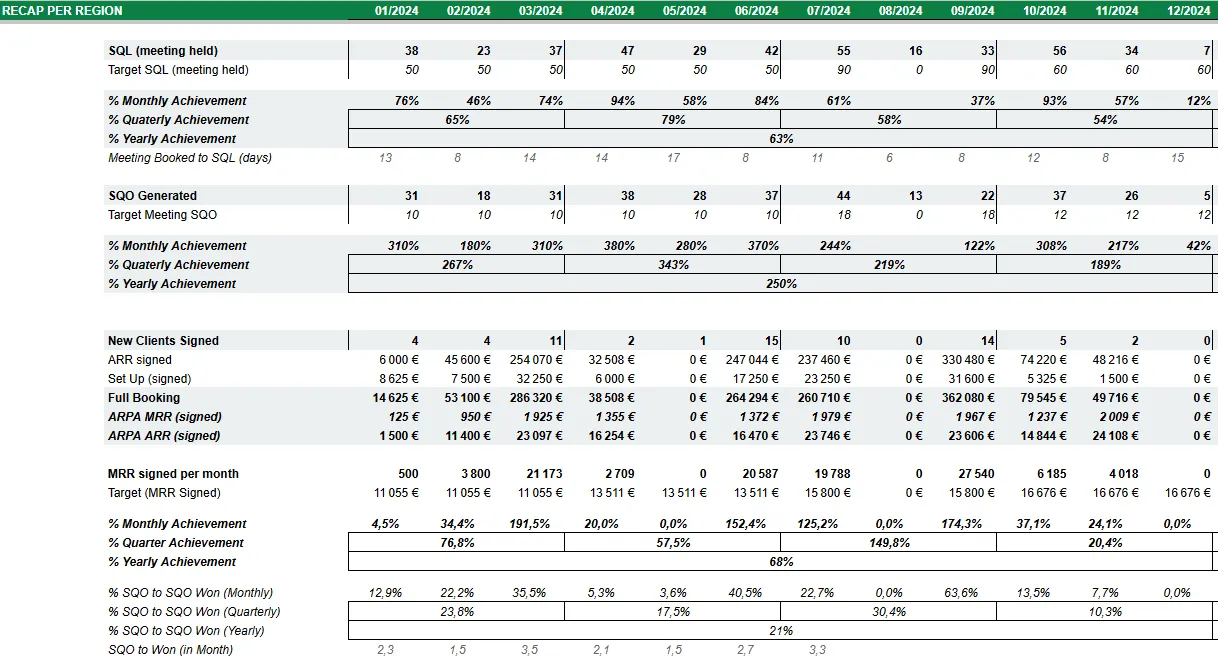 RECAP PER REGION 01/2024 02/2024 03/2024 04/2024 05/2024 06/2024 07/2024 08/2024 09/2024 10/2024 11/2024 12/2024
SQL (meeting held) 38 23 37 47 29 42 55 16 33 56 34 7
Target SQL (meeting held) 50 50 50 50 50 50 90 0 90 60 60 60
% Monthly Achievement 76% 46% 74% 94% 58% 84% 61% 37% 93% 57% 12%
% Quaterly Achievement 65% 79% 58% 54%
% Yearly Achievement 63%
Meeting Booked to SQL (days) 13 8 14 14 17 8 11 6 8 12 8 15
SQO Generated 31 18 31 38 28 37 44 13 22 37 26 5
Target Meeting SQO 10 10 10 10 10 10 18 0 18 12 12 12
% Monthly Achievement 310% 180% 310% 380% 280% 370% 244% 122% 308% 217% 42%
% Quaterly Achievement 267% 343% 219% 189%
% Yearly Achievement 250%
New Clients Signed 4 4 11 2 1 15 10 0 14 5 2 0
ARR signed 6 000 € 45 600 € 254 070 € 32 508 € 0 € 247 044 € 237 460 € 0 € 330 480 € 74 220 € 48 216 € 0 €
Set Up (signed) 8 625 € 7 500 € 32 250 € 6 000 € 0 € 17 250 € 23 250 € 0 € 31 600 € 5 325 € 1 500 € 0 €
Full Booking 14 625 € 53 100 € 286 320 € 38 508 € 0 € 264 294 € 260 710 € 0 € 362 080 € 79 545 € 49 716 € 0 €
ARPA MRR (signed) 125 € 950 € 1 925 € 1 355 € 0 € 1 372 € 1 979 € 0 € 1 967 € 1 237 € 2 009 € 0 €
ARPA ARR (signed) 1 500 € 11 400 € 23 097 € 16 254 € 0 € 16 470 € 23 746 € 0 € 23 606 € 14 844 € 24 108 € 0 €
MRR signed per month 500 3 800 21 173 2 709 0 20 587 19 788 0 27 540 6 185 4 018 0
Target (MRR Signed) 11 055 € 11 055 € 11 055 € 13 511 € 13 511 € 13 511 € 15 800 € 0 € 15 800 € 16 676 € 16 676 € 16 676 €
% Monthly Achievement 4,5% 34,4% 191,5% 20,0% 0,0% 152,4% 125,2% 0,0% 174,3% 37,1% 24,1% 0,0%
% Quarter Achievement 76,8% 57,5% 149,8% 20,4%
% Yearly Achievement 68%
% SQO to SQO Won (Monthly) 12,9% 22,2% 35,5% 5,3% 3,6% 40,5% 22,7% 0,0% 63,6% 13,5% 7,7% 0,0%
% SQO to SQO Won (Quarterly) 23,8% 17,5% 30,4% 10,3%
% SQO to SQO Won (Yearly) 21%
SQO to Won (in Month) 2,3 1,5 3,5 2,1 1,5 2,7 3,3